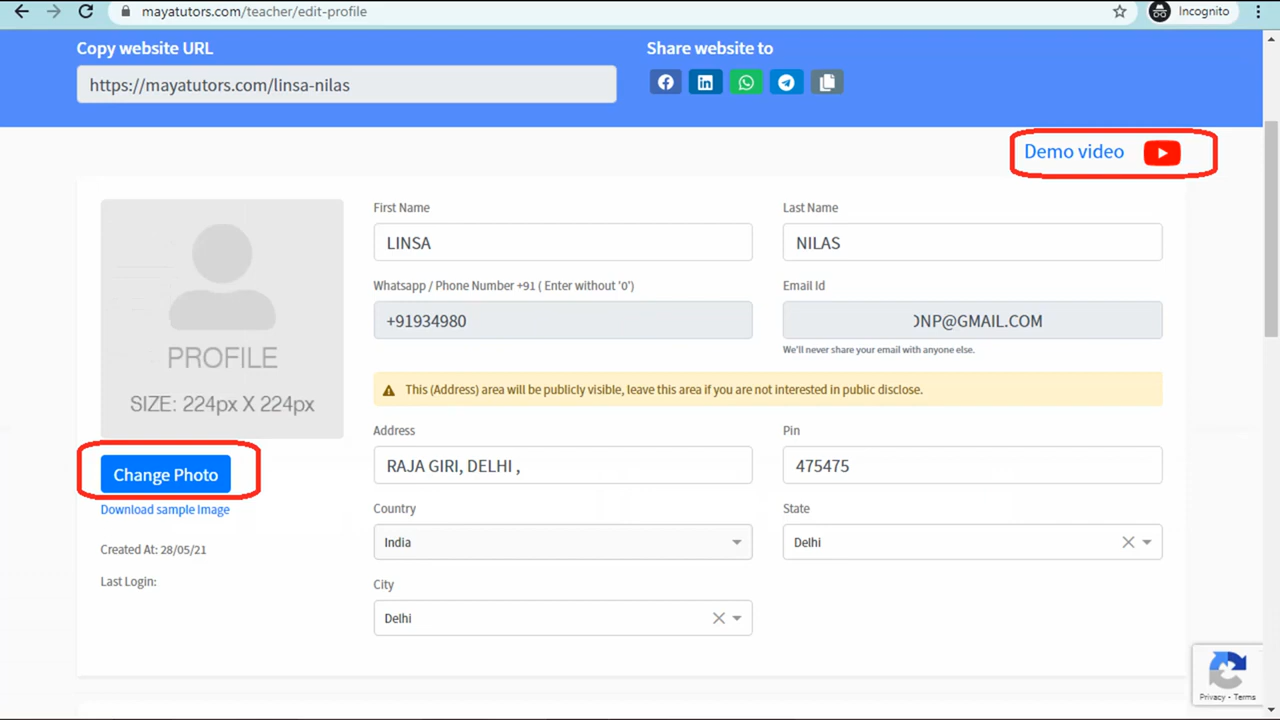 mayatutors.com/teacher/edit-profile
Incognito
Copy website URL
Share website to
https://mayatutors.com/linsa-nilas
Demo video
First Name
Last Name
LINSA
NILAS
Whatsapp / Phone Number +91 ( Enter without '0')
Email Id
+91934980
NP@GMAIL.COM
We'll never share your email with anyone else.
PROFILE
SIZE: 224px X 224px
This (Address) area will be publicly visible, leave this area if you are not interested in public disclose.
Address
Pin
RAJA GIRI, DELHI ,
475475
Change Photo
Download sample Image
Country
State
India
Delhi
Created At: 28/05/21
Last Login:
City
Delhi
Privacy - Terms